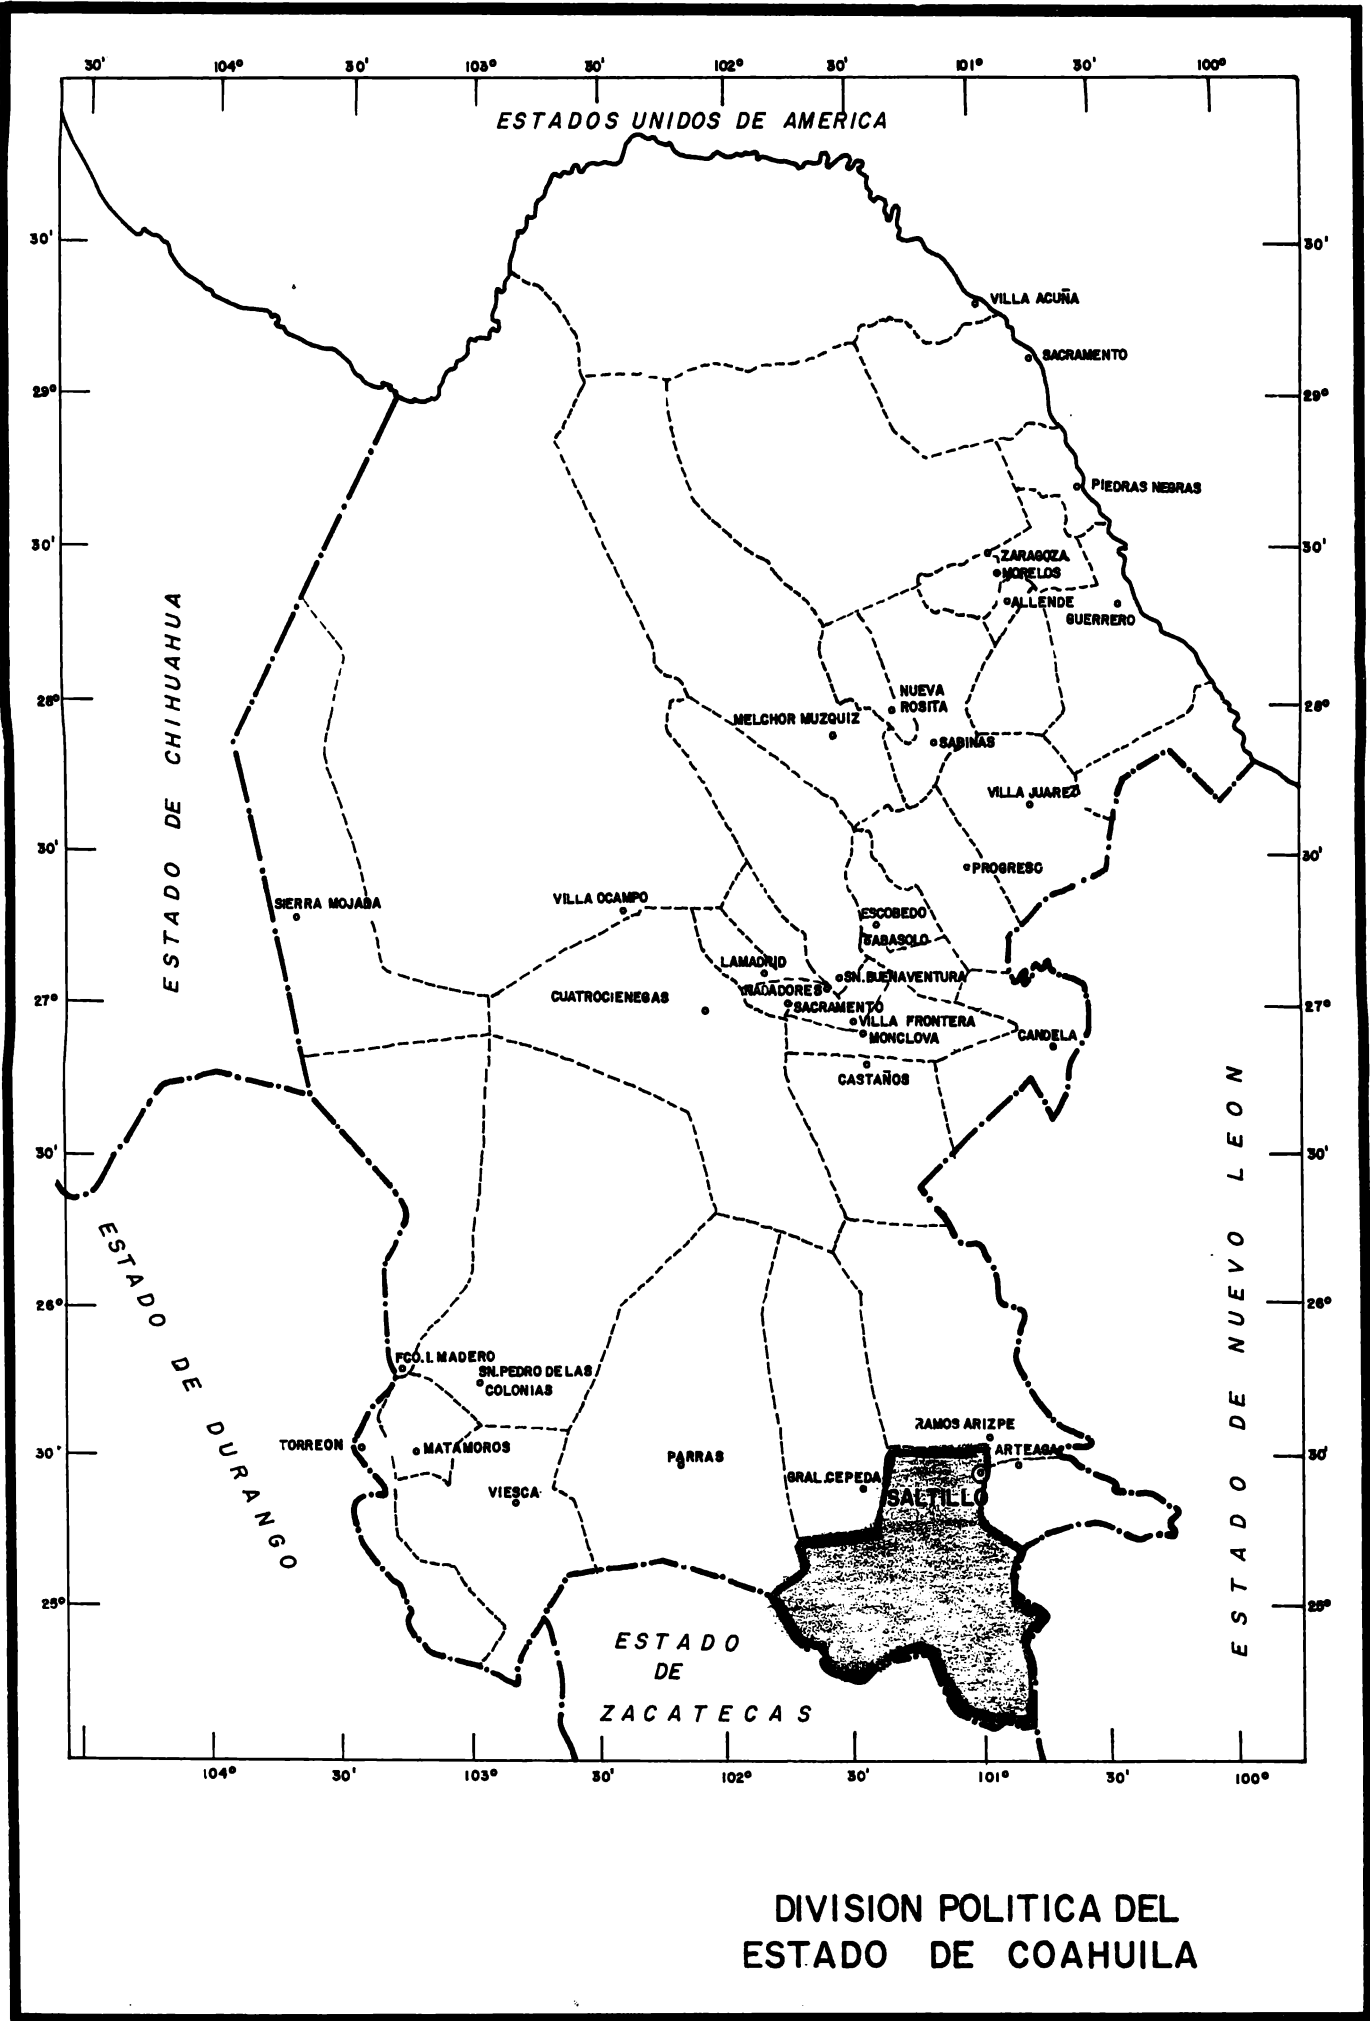 30' 104° 30' 103° 30' 102° 30' 101° 30' 100°
ESTADOS UNIDOS DE AMERICA
30' 30'
VILLA ACUÑA
SACRAMENTO
29° 29°
PIEDRAS NEGRAS
30' 30'
ZARAGOZA
MORELOS
ALLENDE
GUERRERO
ESTADO DE CHIHUAHUA
28° 28°
NUEVA
ROSITA
MELCHOR MUZQUIZ
SABINAS
VILLA JUAREZ
30' 30'
PROGRESO
SIERRA MOJADA
VILLA OCAMPO
ESCOBEDO
ABASOLO
LAMADRID
SN. BUENAVENTURA
NADADORES
CUATROCIENEGAS
27° 27°
SACRAMENTO
VILLA FRONTERA
MONCLOVA
CANDELA
CASTAÑOS
30' 30'
ESTADO DE NUEVO LEON
ESTADO DE DURANGO
26° 26°
FCO. I. MADERO
SN. PEDRO DE LAS
COLONIAS
RAMOS ARIZPE
TORREON
MATAMOROS
30' 30'
ARTEAGA
PARRAS
GRAL. CEPEDA
VIESCA
SALTILLO
25° 25°
ESTADO
DE
ZACATECAS
104° 30' 103° 30' 102° 30' 101° 30' 100°
DIVISION POLITICA DEL
ESTADO DE COAHUILA